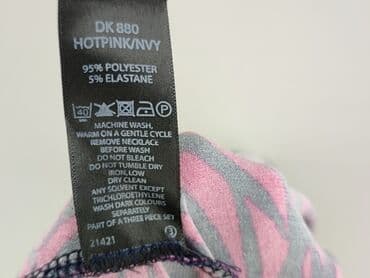 DK 880
HOTPINK/NVY
95% POLYESTER
5% ELASTANE
40 P
MACHINE WASH,
WARM ON A GENTLE CYCLE
REMOVE NECKLACE
BEFORE WASH
DO NOT BLEACH
DO NOT TUMBLE DRY
IRON, LOW
DRY CLEAN
ANY SOLVENT EXCEPT
TRICHLOROETHYLENE
WASH DARK COLOURS
SEPARATELY
PART OF A THREE PIECE SET
21421 3